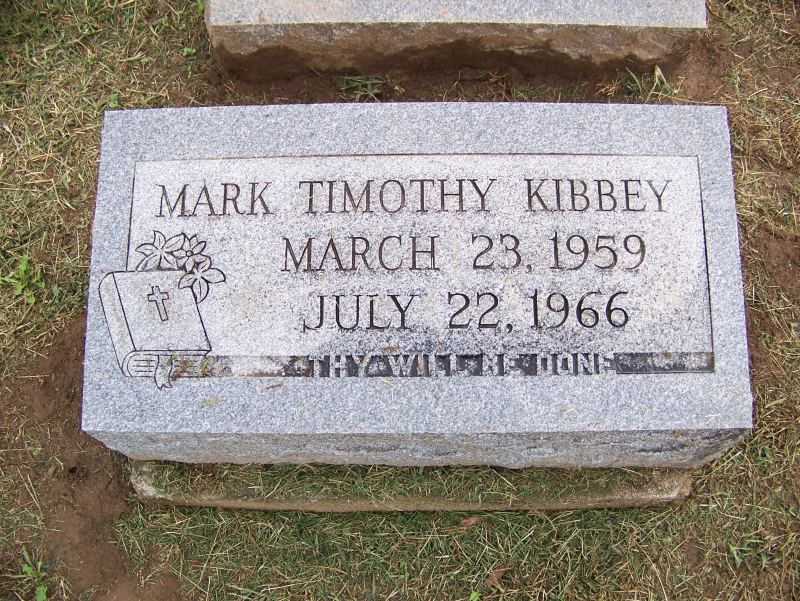 MARK TIMOTHY KIBBEY
MARCH 23, 1959
JULY 22, 1966
THY WILL BE DONE